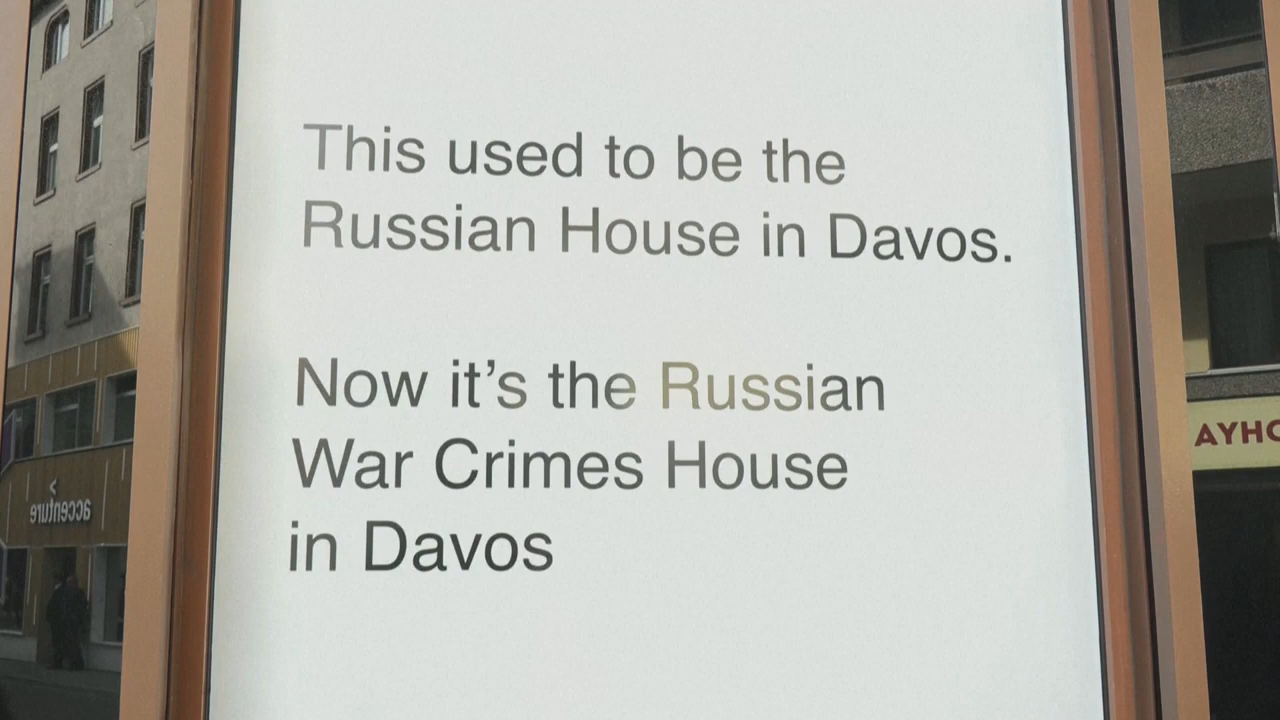 This used to be the
Russian House in Davos.
Now it's the Russian
War Crimes House
in Davos
accenture
AYHO